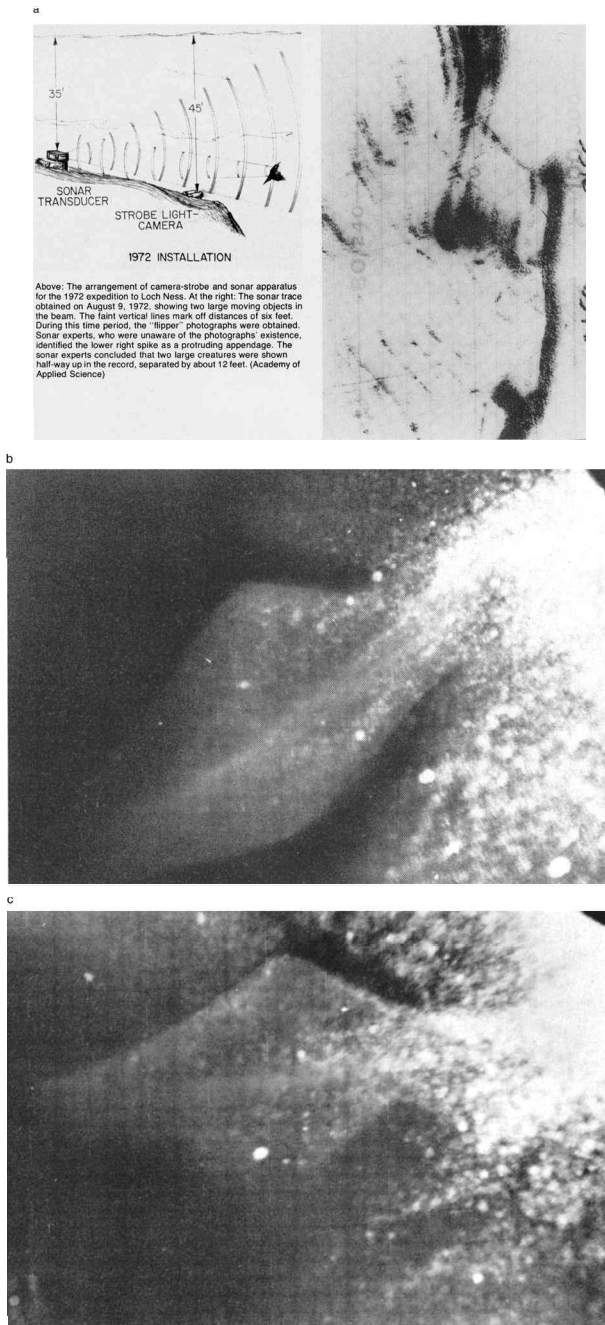 a
35'
45'
SONAR
TRANSDUCER
STROBE LIGHT-
CAMERA
1972 INSTALLATION
Above: The arrangement of camera-strobe and sonar apparatus
for the 1972 expedition to Loch Ness. At the right: The sonar trace
obtained on August 9, 1972, showing two large moving objects in
the beam. The faint vertical lines mark off distances of six feet.
During this time period, the "flipper" photographs were obtained.
Sonar experts, who were unaware of the photographs' existence,
identified the lower right spike as a protruding appendage. The
sonar experts concluded that two large creatures were shown
half-way up in the record, separated by about 12 feet. (Academy of
Applied Science)
b
c